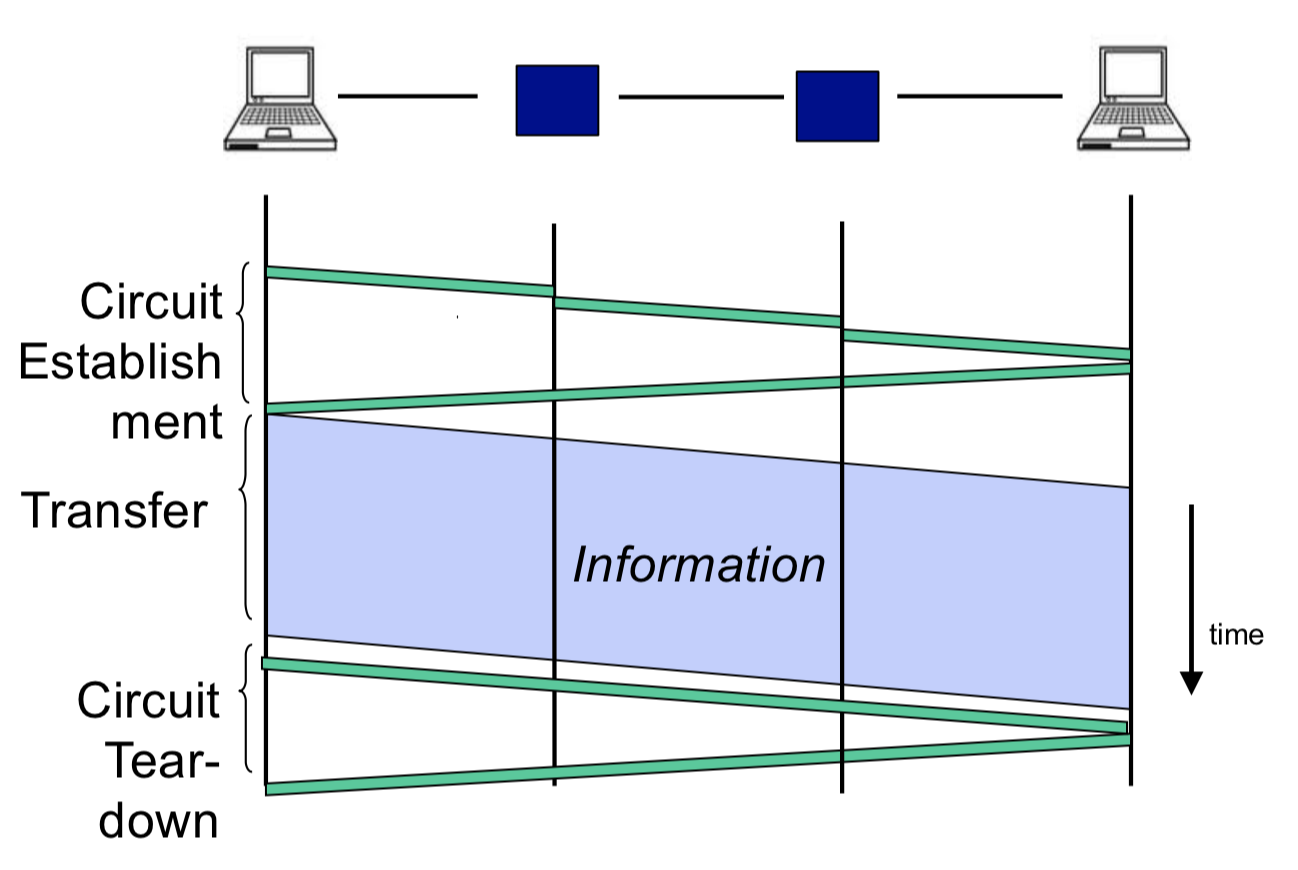 Circuit
Establish
ment
Transfer
Information
time
Circuit
Tear-
down